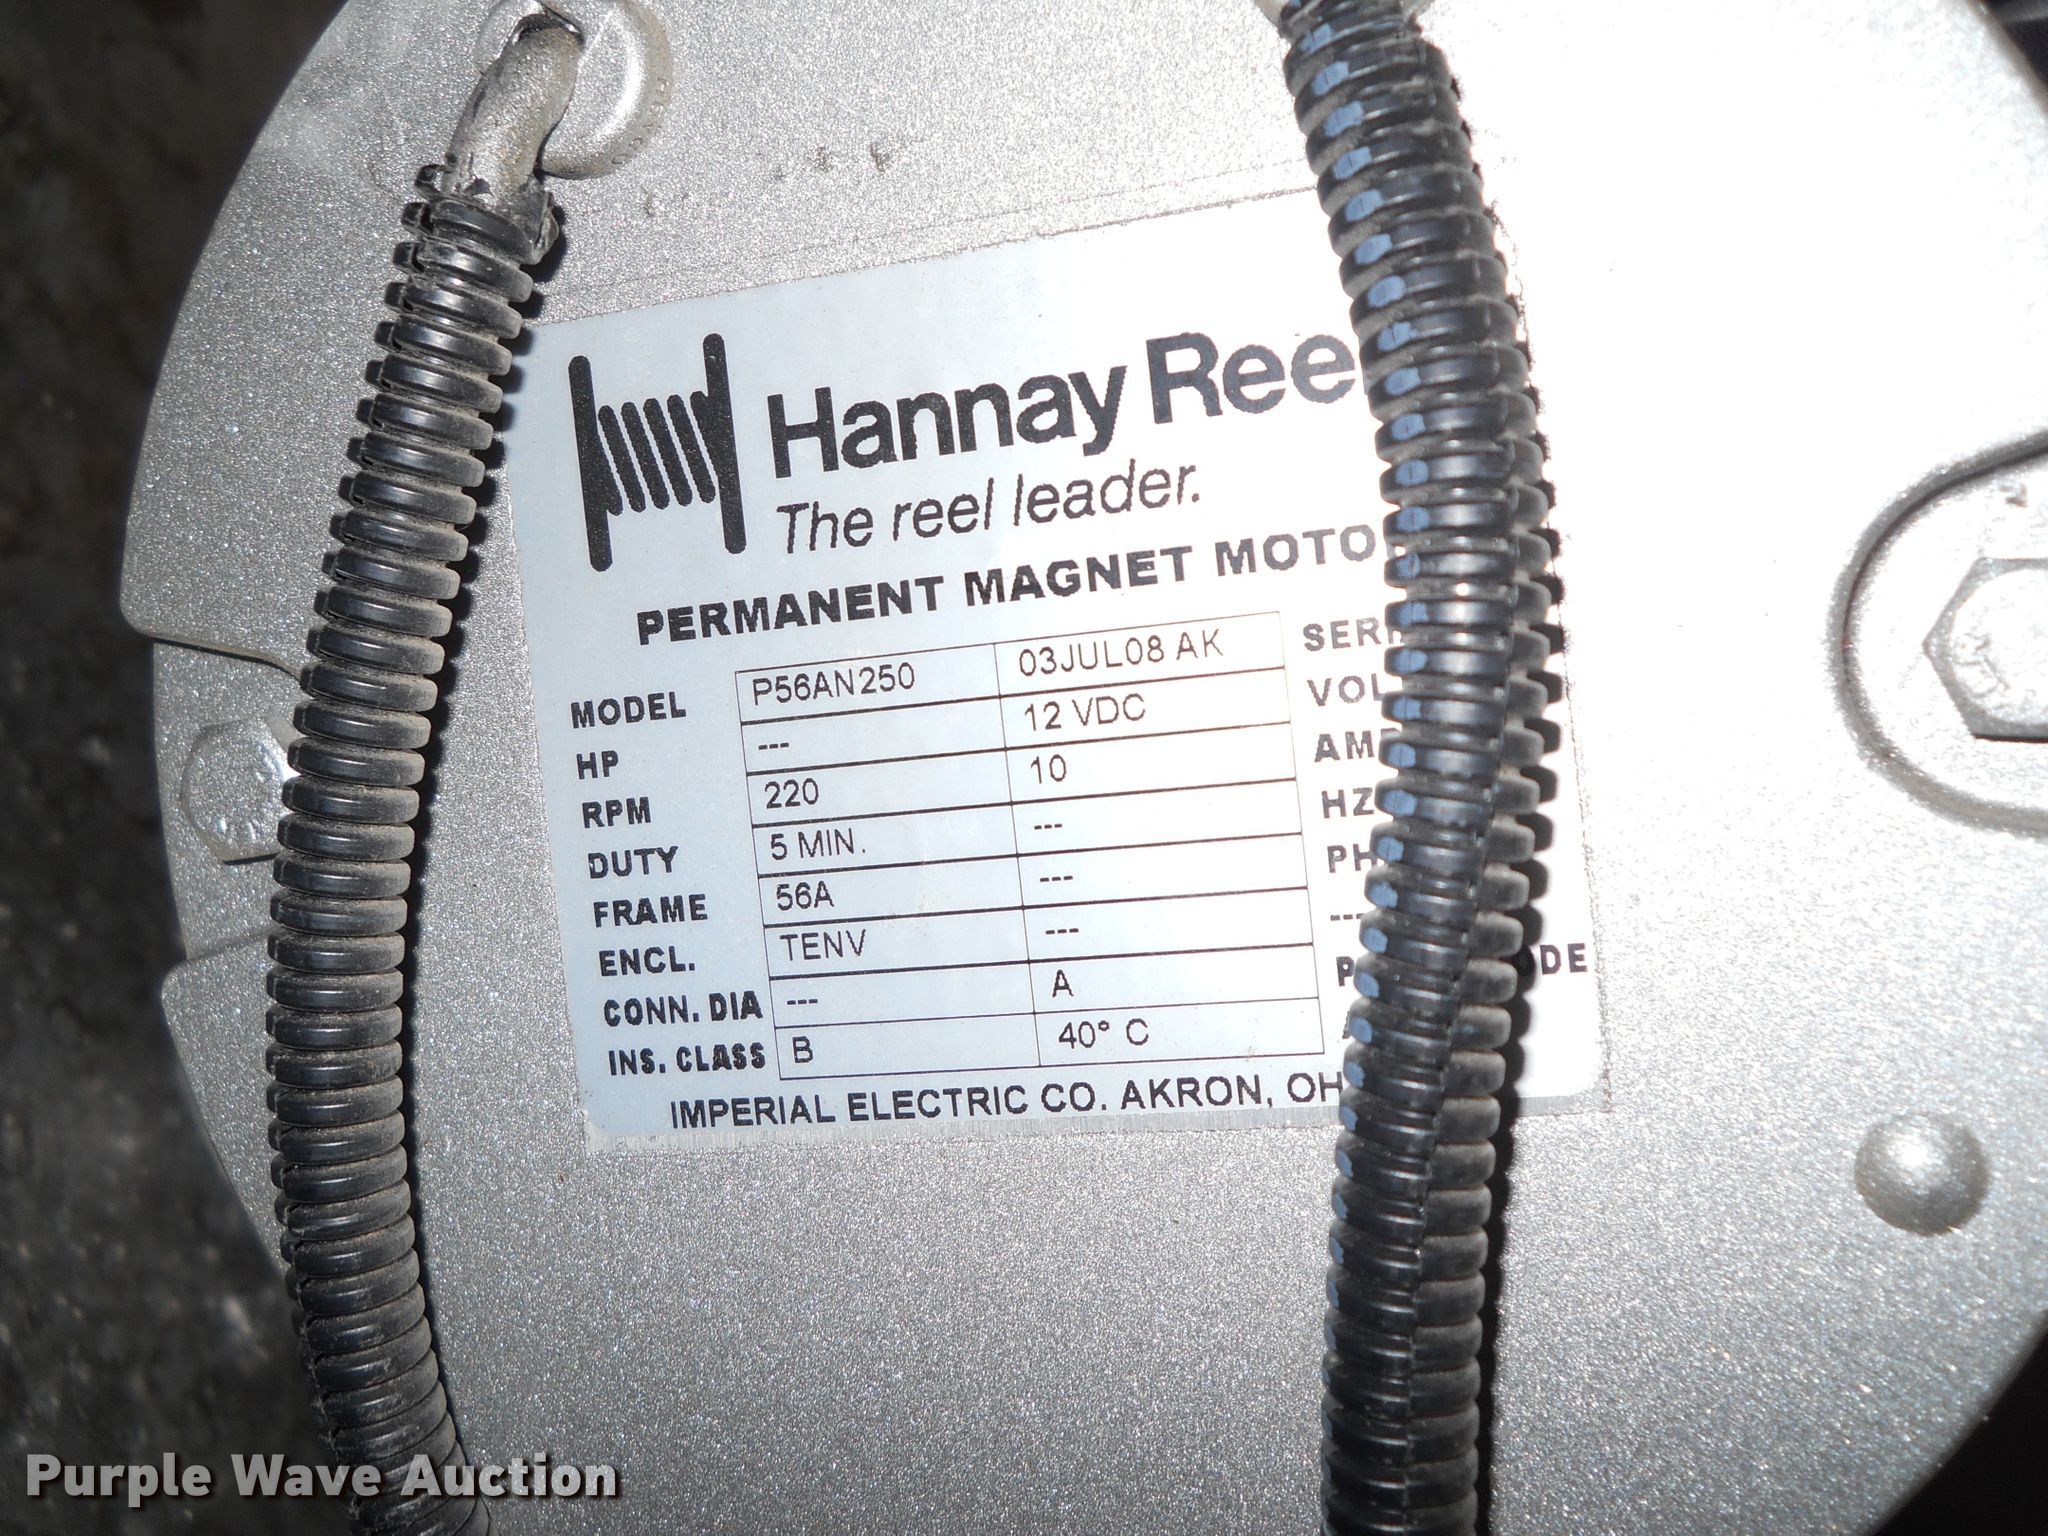 Hannay Ree
The reel leader.
PERMANENT MAGNET MOTO
MODEL P56AN250 03JUL08 AK SERI
HP --- 12 VDC VOL
RPM 220 10 AM
DUTY 5 MIN. --- HZ
FRAME 56A --- PH
ENCL. TENV --- ---
CONN. DIA --- A P DE
INS. CLASS B 40° C
IMPERIAL ELECTRIC CO. AKRON, OH
Purple Wave Auction